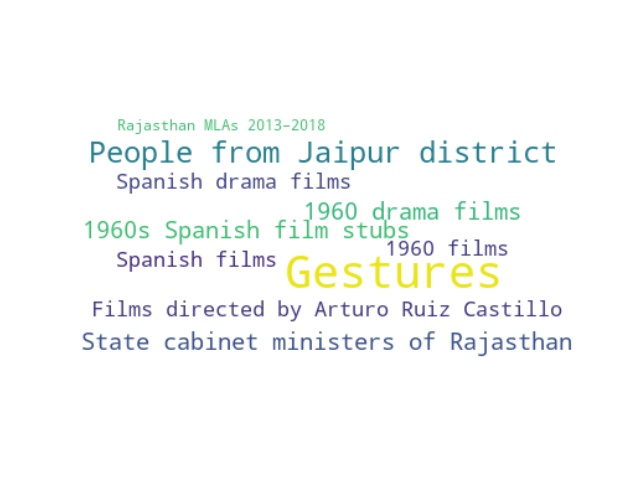 Rajasthan MLAs 2013–2018
People from Jaipur district
Spanish drama films
1960 drama films
1960s Spanish film stubs
1960 films
Spanish films
Gestures
Films directed by Arturo Ruiz Castillo
State cabinet ministers of Rajasthan